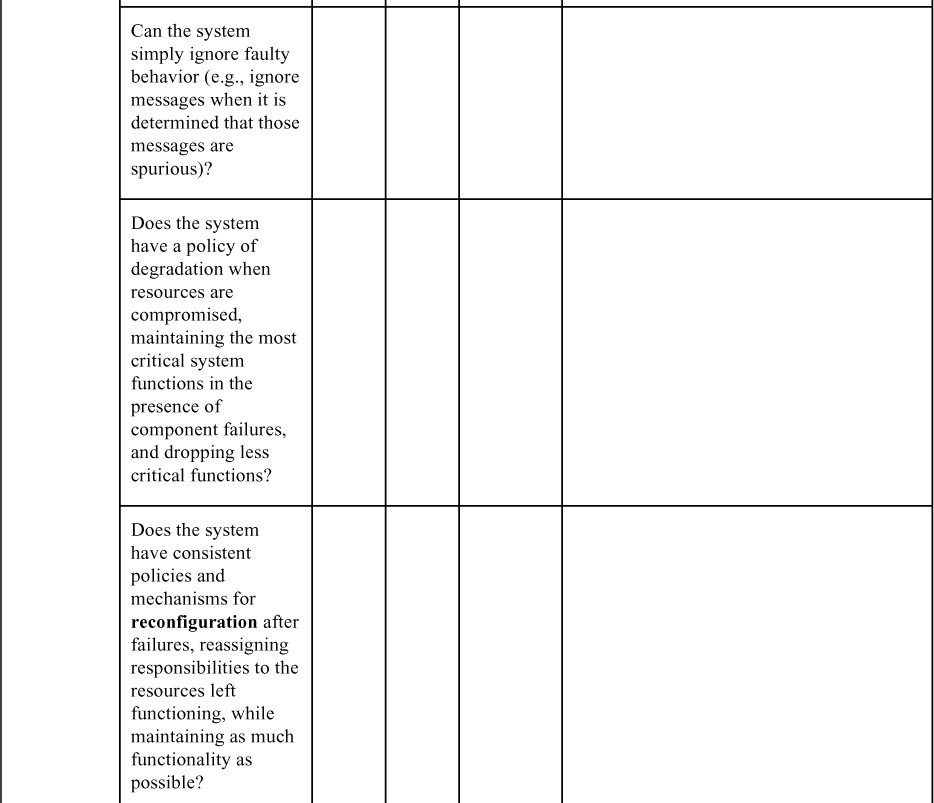 Can the system
simply ignore faulty
behavior (e.g., ignore
messages when it is
determined that those
messages are
spurious)?
Does the system
have a policy of
degradation when
resources are
compromised,
maintaining the most
critical system
functions in the
presence of
component failures,
and dropping less
critical functions?
Does the system
have consistent
policies and
mechanisms for
reconfiguration after
failures, reassigning
responsibilities to the
resources left
functioning, while
maintaining as much
functionality as
possible?